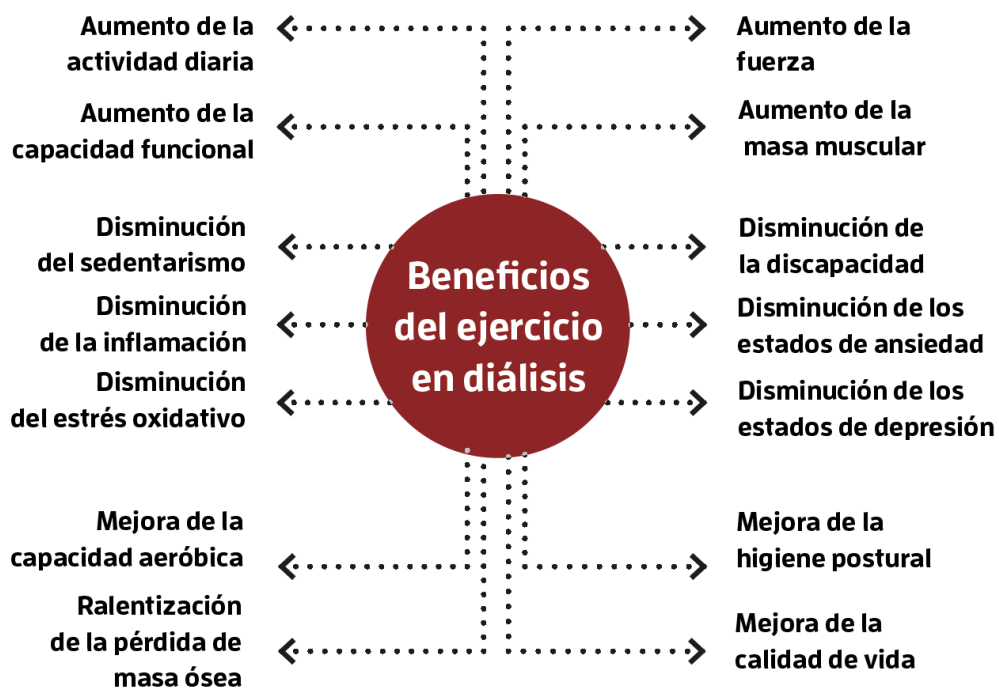 Aumento de la
actividad diaria
Aumento de la
capacidad funcional
Disminución
del sedentarismo
Disminución
de la inflamación
Disminución
del estrés oxidativo
Mejora de la
capacidad aeróbica
Ralentización
de la pérdida de
masa ósea
Beneficios
del ejercicio
en diálisis
Aumento de la
fuerza
Aumento de la
masa muscular
Disminución de
la discapacidad
Disminución de los
estados de ansiedad
Disminución de los
estados de depresión
Mejora de la
higiene postural
Mejora de la
calidad de vida